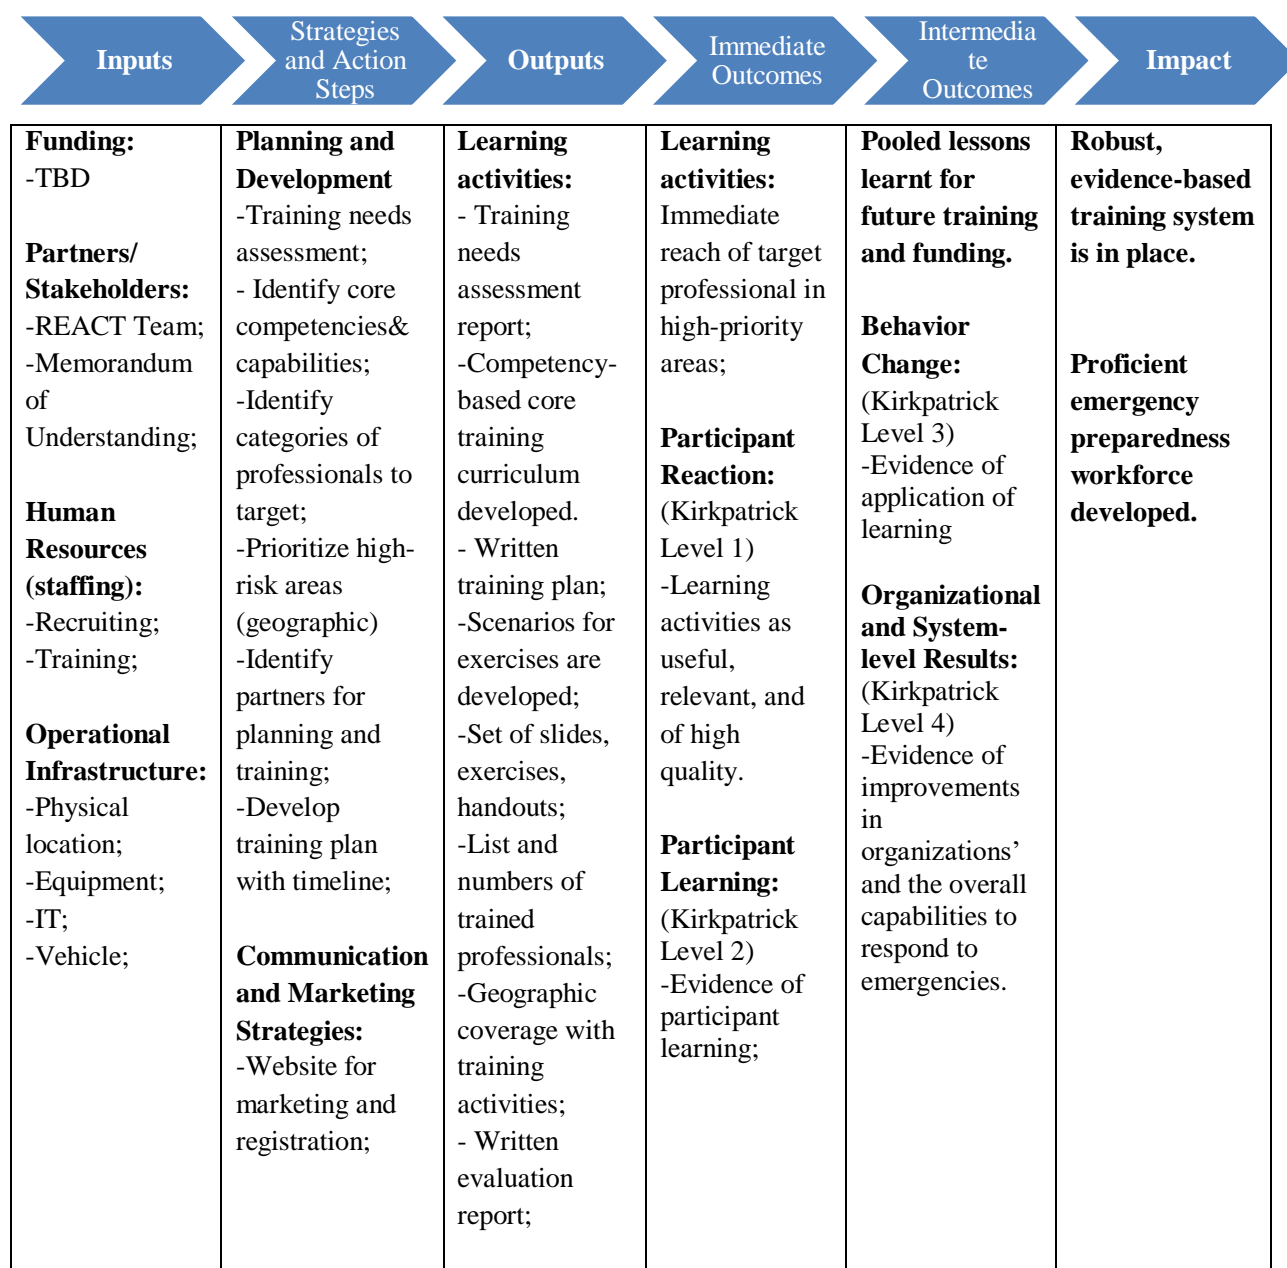 Inputs
Strategies
and Action
Steps
Outputs
Immediate
Outcomes
Intermedia
te
Outcomes
Impact
Funding:
-TBD
Partners/
Stakeholders:
-REACT Team;
-Memorandum
of
Understanding;
Human
Resources
(staffing):
-Recruiting;
-Training;
Operational
Infrastructure:
-Physical
location;
-Equipment;
-IT;
-Vehicle;
Planning and
Development
-Training needs
assessment;
- Identify core
competencies&
capabilities;
-Identify
categories of
professionals to
target;
-Prioritize high-
risk areas
(geographic)
-Identify
partners for
planning and
training;
-Develop
training plan
with timeline;
Communication
and Marketing
Strategies:
-Website for
marketing and
registration;
Learning
activities:
- Training
needs
assessment
report;
-Competency-
based core
training
curriculum
developed.
- Written
training plan;
-Scenarios for
exercises are
developed;
-Set of slides,
exercises,
handouts;
-List and
numbers of
trained
professionals;
-Geographic
coverage with
training
activities;
- Written
evaluation
report;
Learning
activities:
Immediate
reach of target
professional in
high-priority
areas;
Participant
Reaction:
(Kirkpatrick
Level 1)
-Learning
activities as
useful,
relevant, and
of high
quality.
Participant
Learning:
(Kirkpatrick
Level 2)
-Evidence of
participant
learning;
Pooled lessons
learnt for
future training
and funding.
Behavior
Change:
(Kirkpatrick
Level 3)
-Evidence of
application of
learning
Organizational
and System-
level Results:
(Kirkpatrick
Level 4)
-Evidence of
improvements
in
organizations’
and the overall
capabilities to
respond to
emergencies.
Robust,
evidence-based
training system
is in place.
Proficient
emergency
preparedness
workforce
developed.